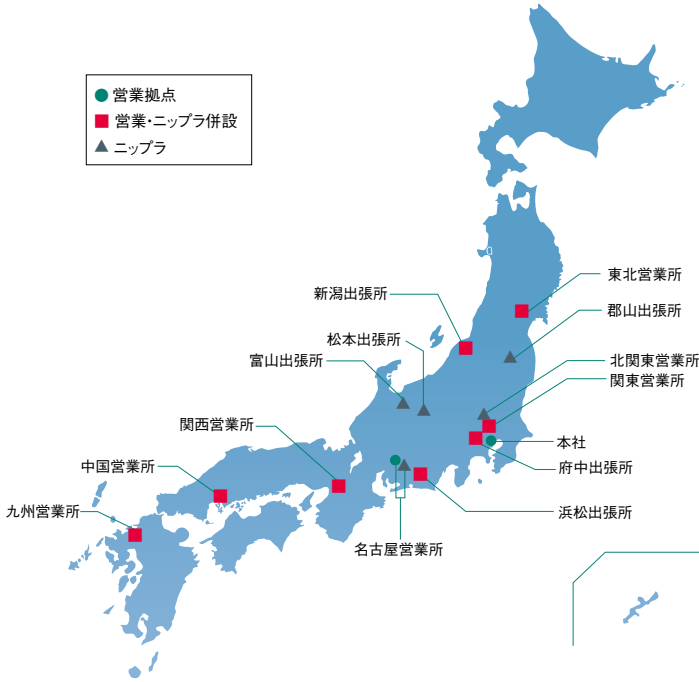 営業拠点
営業・ニップラ併設
ニップラ
東北営業所
新潟出張所
郡山出張所
松本出張所
富山出張所
北関東営業所
関東営業所
関西営業所
本社
中国営業所
府中出張所
九州営業所
浜松出張所
名古屋営業所